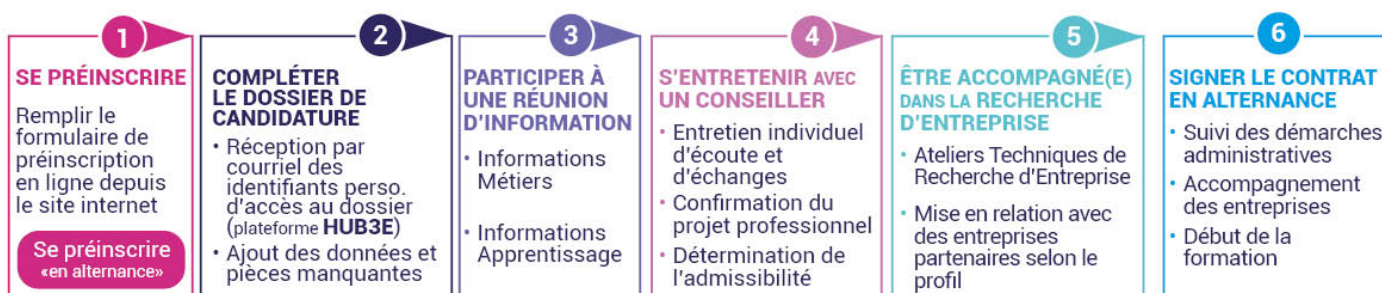 1
SE PRÉINSCRIRE
Remplir le
formulaire de
préinscription
en ligne depuis
le site internet
Se préinscrire
«en alternance»
2
COMPLÉTER
LE DOSSIER DE
CANDIDATURE
• Réception par
courriel des
identifiants perso.
d'accès au dossier
(plateforme HUB3E)
• Ajout des données et
pièces manquantes
3
PARTICIPER À
UNE RÉUNION
D'INFORMATION
• Informations
Métiers
• Informations
Apprentissage
4
S'ENTRETENIR AVEC
UN CONSEILLER
• Entretien individuel
d'écoute et
d'échanges
• Confirmation du
projet professionnel
• Détermination de
l'admissibilité
5
ÊTRE ACCOMPAGNÉ(E)
DANS LA RECHERCHE
D'ENTREPRISE
• Ateliers Techniques de
Recherche d'Entreprise
• Mise en relation avec
des entreprises
partenaires selon le
profil
6
SIGNER LE CONTRAT
EN ALTERNANCE
• Suivi des démarches
administratives
• Accompagnement
des entreprises
• Début de la
formation